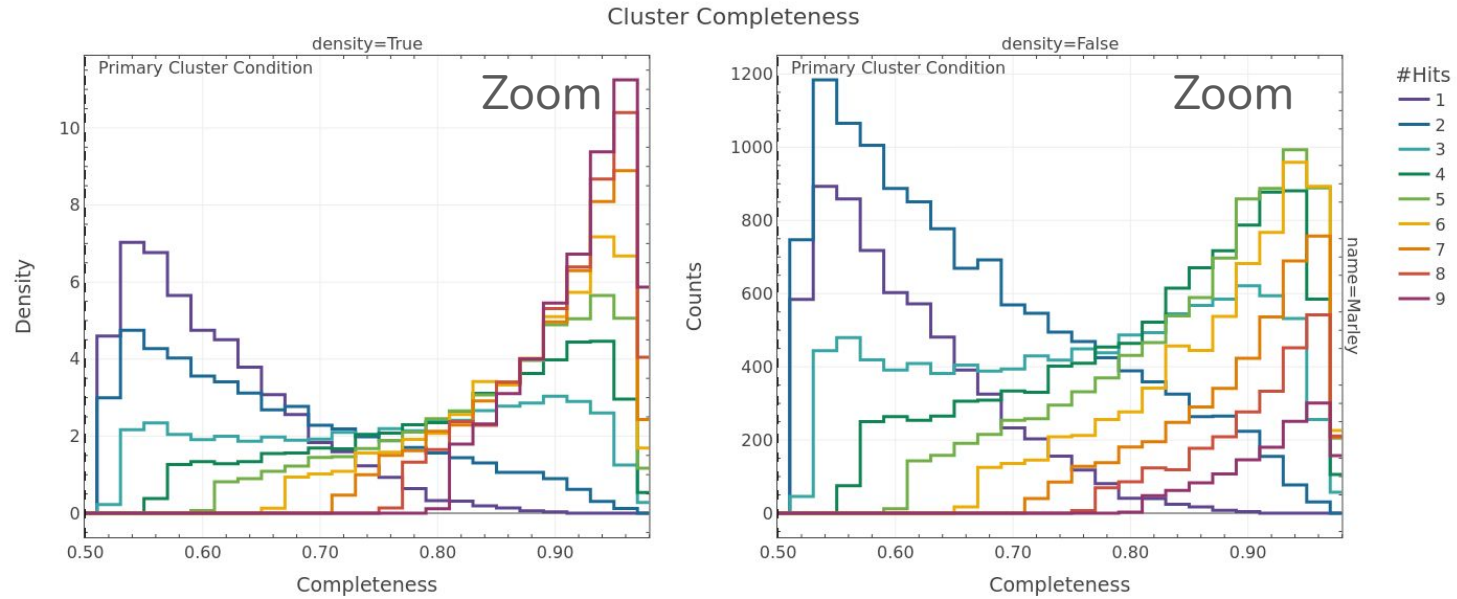 Cluster Completeness
density=True
Primary Cluster Condition
Zoom
10
8
6
4
2
0
Density
0.50 0.60 0.70 0.80 0.90
Completeness
density=False
Primary Cluster Condition
Zoom
1200
1000
800
600
400
200
0
Counts
0.50 0.60 0.70 0.80 0.90
Completeness
name=Marley
#Hits
1
2
3
4
5
6
7
8
9